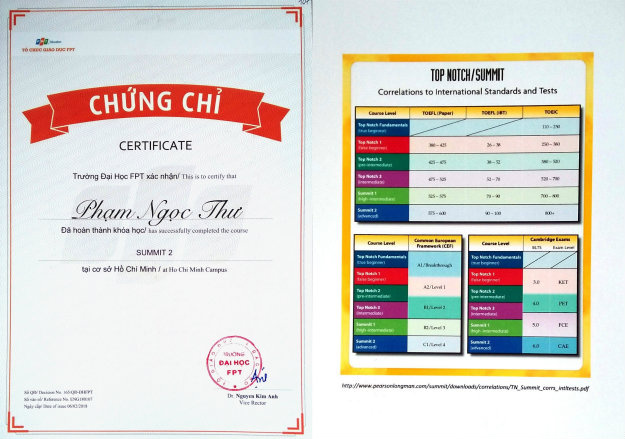 FPT Education
TỔ CHỨC GIÁO DỤC FPT
CHỨNG CHỈ
CERTIFICATE
Trường Đại Học FPT xác nhận/ This is to certify that
Phạm Ngọc Thư
Đã hoàn thành khóa học/ has successfully completed the course
SUMMIT 2
tại cơ sở Hồ Chí Minh / at Ho Chi Minh Campus
TRƯỜNG
ĐẠI HỌC
FPT
Dr. Nguyen Kim Anh
Vice Rector
Số QĐ/ Decision No.
Số vào sổ/ Reference No.
Ngày cấp/ Date of issue 06/02/2018
TOP NOTCH/SUMMIT
Correlations to International Standards and Tests
Course Level TOEFL (Paper) TOEFL (iBT) TOEIC
Top Notch Fundamentals
(true beginner) 110 – 250
Top Notch 1
(false beginner) 380 – 425 26 – 38 250 – 380
Top Notch 2
(pre-intermediate) 425 – 475 38 – 52 380 – 520
Top Notch 3
(intermediate) 475 – 525 52 – 70 520 – 700
Summit 1
(high-intermediate) 525 – 575 70 – 90 700 – 800
Summit 2
(advanced) 575 – 600 90 – 100 800+
Course Level Common European
Framework (CEF)
Top Notch Fundamentals
(true beginner) A1/Breakthrough
Top Notch 1
(false beginner)
A2/Level 1
Top Notch 2
(pre-intermediate)
Top Notch 3
(intermediate) B1/Level 2
Summit 1
(high-intermediate) B2/Level 3
Summit 2
(advanced) C1/Level 4
Course Level Cambridge Exams
IELTS Exam Level
Top Notch Fundamentals
(true beginner)
Top Notch 1
(false beginner) 3.0 KET
Top Notch 2
(pre-intermediate)
4.0 PET
Top Notch 3
(intermediate)
Summit 1
(high-intermediate) 5.0 FCE
Summit 2
(advanced) 6.0 CAE
http://www.pearsonlongman.com/summit/downloads/correlations/TN_Summit_corrs_intltests.pdf